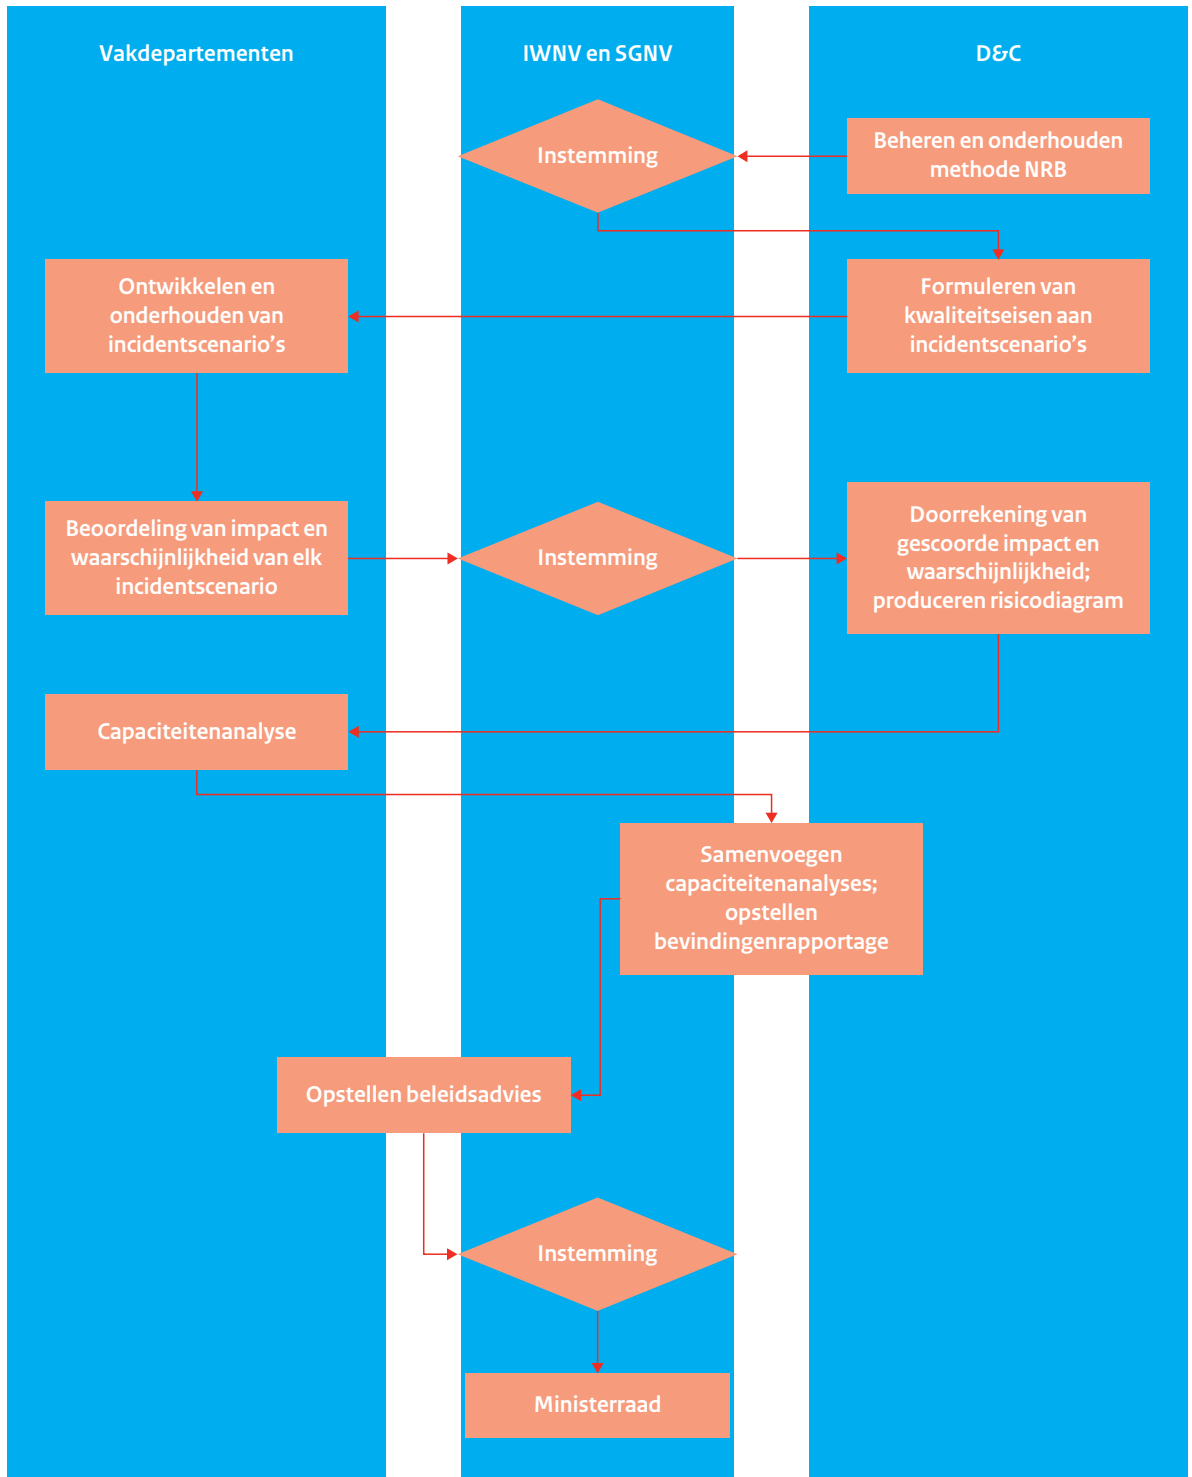 Vakdepartementen
IWNV en SGNV
D&C
Instemming
Beheren en onderhouden
methode NRB
Ontwikkelen en
onderhouden van
incidentscenario's
Formuleren van
kwaliteitseisen aan
incidentscenario's
Beoordeling van impact en
waarschijnlijkheid van elk
incidentscenario
Instemming
Doorrekening van
gescoorde impact en
waarschijnlijkheid;
produceren risicodiagram
Capaciteitenanalyse
Samenvoegen
capaciteitenanalyses;
opstellen
bevindingenrapportage
Opstellen beleidsadvies
Instemming
Ministerraad